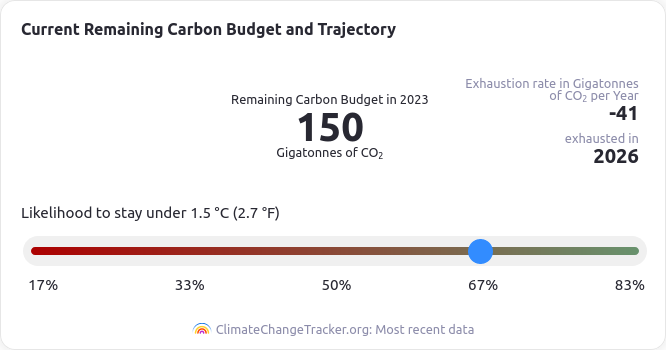 Current Remaining Carbon Budget and Trajectory
Exhaustion rate in Gigatonnes
of CO₂ per Year
-41
exhausted in
2026
Remaining Carbon Budget in 2023
150
Gigatonnes of CO₂
Likelihood to stay under 1.5 °C (2.7 °F)
17% 33% 50% 67% 83%
ClimateChangeTracker.org: Most recent data